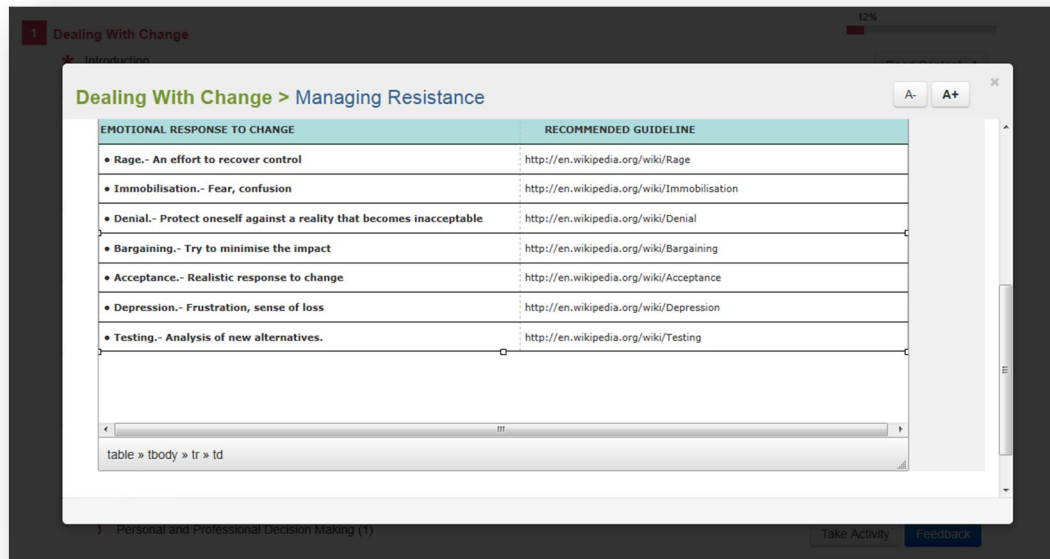 12%
1 Dealing With Change
Introduction
Dealing With Change > Managing Resistance
A- A+
×
EMOTIONAL RESPONSE TO CHANGE RECOMMENDED GUIDELINE
• Rage.- An effort to recover control http://en.wikipedia.org/wiki/Rage
• Immobilisation.- Fear, confusion http://en.wikipedia.org/wiki/Immobilisation
• Denial.- Protect oneself against a reality that becomes inacceptable http://en.wikipedia.org/wiki/Denial
• Bargaining.- Try to minimise the impact http://en.wikipedia.org/wiki/Bargaining
• Acceptance.- Realistic response to change http://en.wikipedia.org/wiki/Acceptance
• Depression.- Frustration, sense of loss http://en.wikipedia.org/wiki/Depression
• Testing.- Analysis of new alternatives. http://en.wikipedia.org/wiki/Testing
table » tbody » tr » td
Personal and Professional Decision Making (1)
Take Activity Feedback